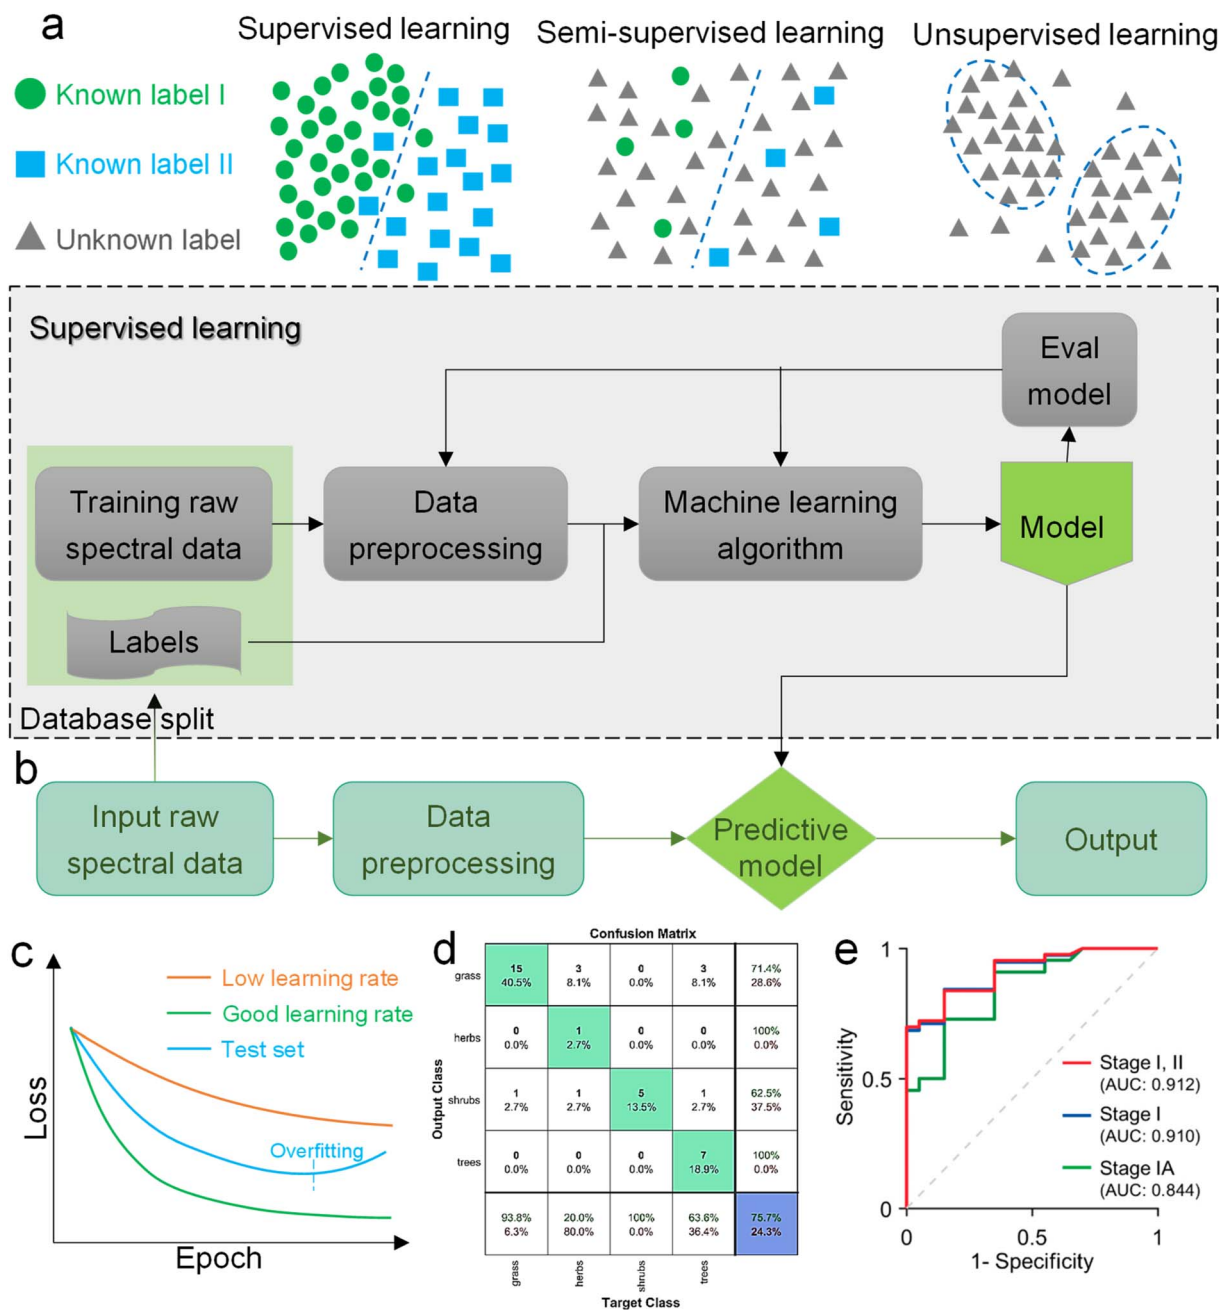 a
Supervised learning
Semi-supervised learning
Unsupervised learning
Known label I
Known label II
Unknown label
Supervised learning
Eval
model
Training raw
spectral data
Data
preprocessing
Machine learning
algorithm
Model
Labels
Database split
b
Input raw
spectral data
Data
preprocessing
Predictive
model
Output
c
Low learning rate
Good learning rate
Test set
Overfitting
Loss
Epoch
d
Confusion Matrix
grass
15
40.5%
3
8.1%
0
0.0%
3
8.1%
71.4%
28.6%
herbs
0
0.0%
1
2.7%
0
0.0%
0
0.0%
100%
0.0%
shrubs
1
2.7%
1
2.7%
5
13.5%
1
2.7%
62.5%
37.5%
trees
0
0.0%
0
0.0%
0
0.0%
7
18.9%
100%
0.0%
93.8%
6.3%
20.0%
80.0%
100%
0.0%
63.6%
36.4%
75.7%
24.3%
grass
herbs
shrubs
trees
Output Class
Target Class
e
1
0.5
0
Sensitivity
Stage I, II
(AUC: 0.912)
Stage I
(AUC: 0.910)
Stage IA
(AUC: 0.844)
0
0.5
1
1- Specificity